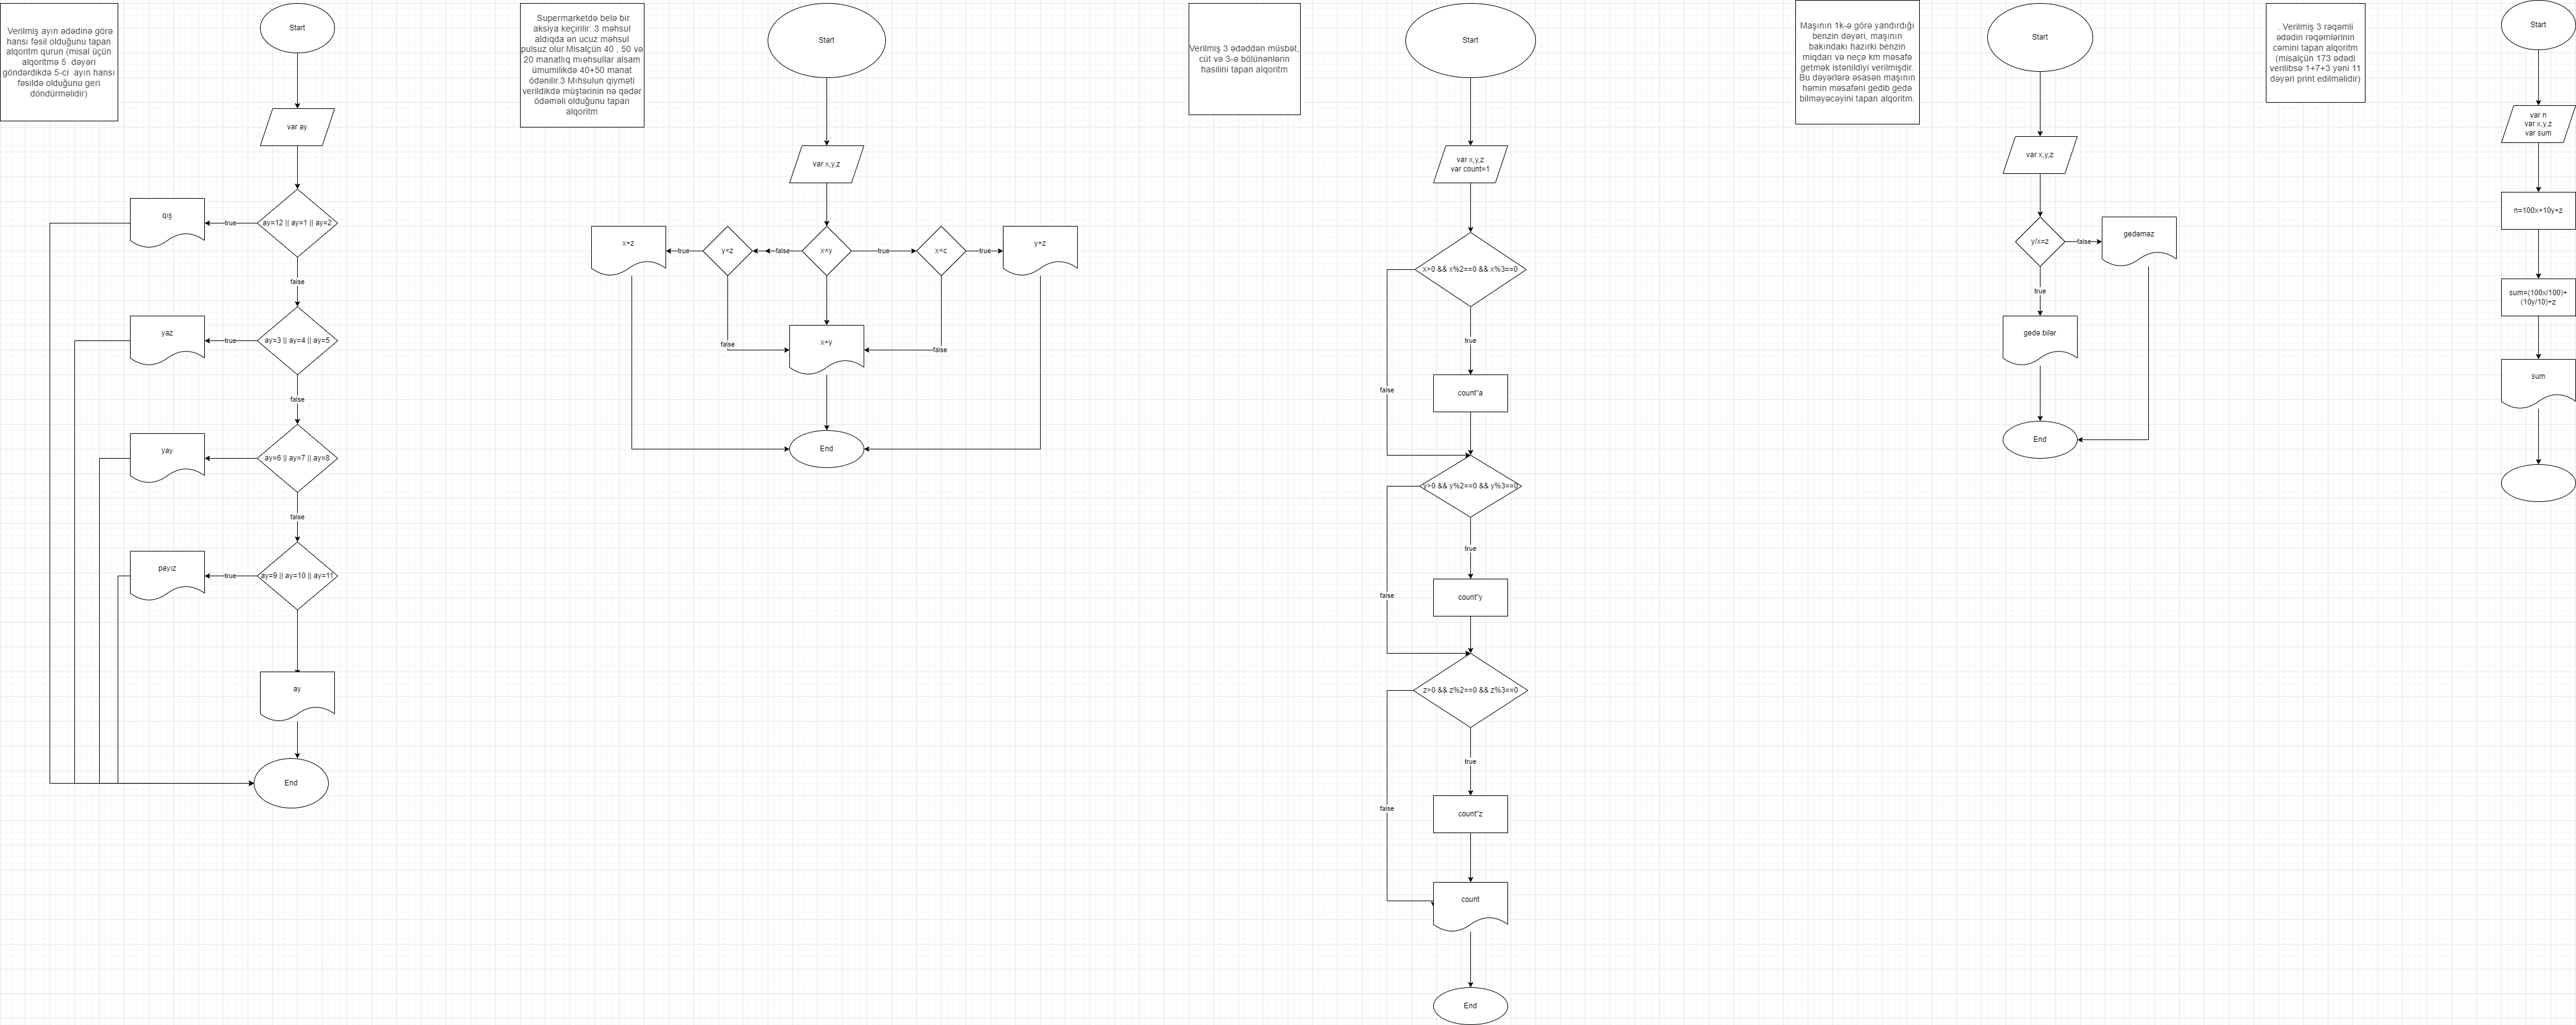 Verilmiş ayın ədədinə görə
hansı fəsil olduğunu tapan
alqoritm qurun (misal üçün
alqoritmə 5 dəyəri
göndərdikdə 5-ci ayın hansı
fəsildə olduğunu geri
döndürməlidir)
Start
var ay
ay=12 || ay=1 || ay=2
true
qış
false
ay=3 || ay=4 || ay=5
true
yaz
false
ay=6 || ay=7 || ay=8
yay
false
ay=9 || ay=10 || ay=11
true
payız
ay
End
Supermarketdə belə bir
aksiya keçirilir: 3 məhsul
aldıqda ən ucuz məhsul
pulsuz olur.Misalçün 40 , 50 və
20 manatlıq mıəhsullar alsam
ümumilikdə 40+50 manat
ödənilir.3 Mıhsulun qiyməti
verildikdə müştərinin nə qədər
ödəməli olduğunu tapan
alqoritm
Start
var x,y,z
x+z
true
y<z
false
x<y
true
x<c
true
y+z
false
x+y
false
End
Verilmiş 3 ədəddən müsbət,
cüt və 3-ə bölünənlərin
hasilini tapan alqoritm
Start
var x,y,z
var count=1
x>0 && x%2==0 && x%3==0
true
false
count*a
y>0 && y%2==0 && y%3==0
true
false
count*y
z>0 && z%2==0 && z%3==0
true
false
count*z
count
End
Maşının 1k-ə görə yandırdığı
benzin dəyəri, maşının
bakındakı hazırki benzin
miqdarı və neçə km məsafə
getmək istənildiyi verilmişdir.
Bu dəyərlərə əsasən maşının
həmin məsafəni gedib gedə
bilməyəcəyini tapan alqoritm.
Start
var x,y,z
y/x=z
false
gedəməz
true
gedə bilər
End
. Verilmiş 3 rəqəmli
ədədin rəqəmlərinin
cəmini tapan alqoritm
(misalçün 173 ədədi
verilibsə 1+7+3 yəni 11
dəyəri print edilməlidir)
Start
var n
var x,y,z
var sum
n=100x+10y+z
sum=(100x/100)+
(10y/10)+z
sum